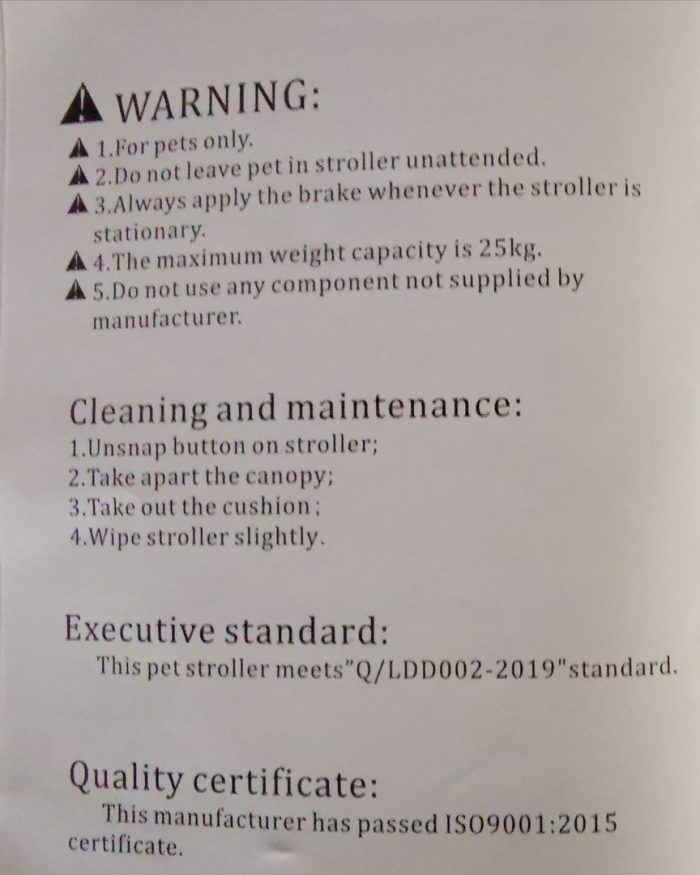 WARNING:
1.For pets only.
2.Do not leave pet in stroller unattended.
3.Always apply the brake whenever the stroller is
stationary.
4.The maximum weight capacity is 25kg.
5.Do not use any component not supplied by
manufacturer.
Cleaning and maintenance:
1.Unsnap button on stroller;
2.Take apart the canopy;
3.Take out the cushion;
4.Wipe stroller slightly.
Executive standard:
This pet stroller meets"Q/LDD002-2019"standard.
Quality certificate:
This manufacturer has passed ISO9001:2015
certificate.